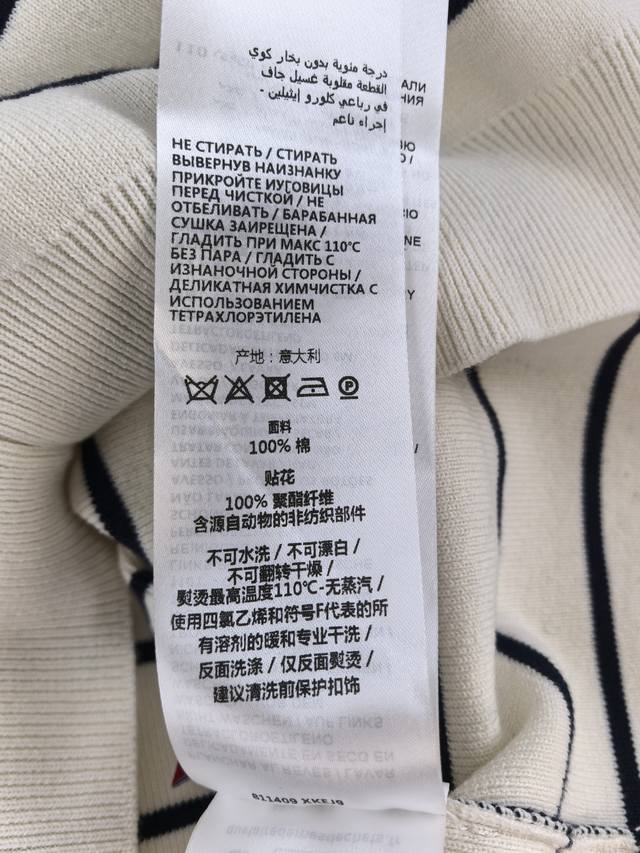 درجة مئوية بدون بخار كوي
القطعة مقلوبة غسيل جاف
في رباعي كلورو إيثيلين -
إجراء ناعم
НЕ СТИРАТЬ / СТИРАТЬ
ВЫВЕРНУВ НАИЗНАНКУ
ПРИКРОЙТЕ ИУГОВИЦЫ
ПЕРЕД ЧИСТКОЙ / НЕ
ОТБЕЛИВАТЬ / БАРАБАННАЯ
СУШКА ЗАИРЕЩЕНА /
ГЛАДИТЬ ПРИ МАКС 110°C
БЕЗ ПАРА / ГЛАДИТЬ С
ИЗНАНОЧНОЙ СТОРОНЫ /
ДЕЛИКАТНАЯ ХИМЧИСТКА С
ИСПОЛЬЗОВАНИЕМ
ТЕТРАХЛОРЭТИЛЕНА
产地：意大利
P
面料
100% 棉
贴花
100% 聚酯纤维
含源自动物的非纺织部件
不可水洗 / 不可漂白 /
不可翻转干燥 /
熨烫最高温度110℃-无蒸汽 /
使用四氯乙烯和符号F代表的所
有溶剂的缓和专业干洗 /
反面洗涤 / 仅反面熨烫 /
建议清洗前保护扣饰
811409 XKEJ9